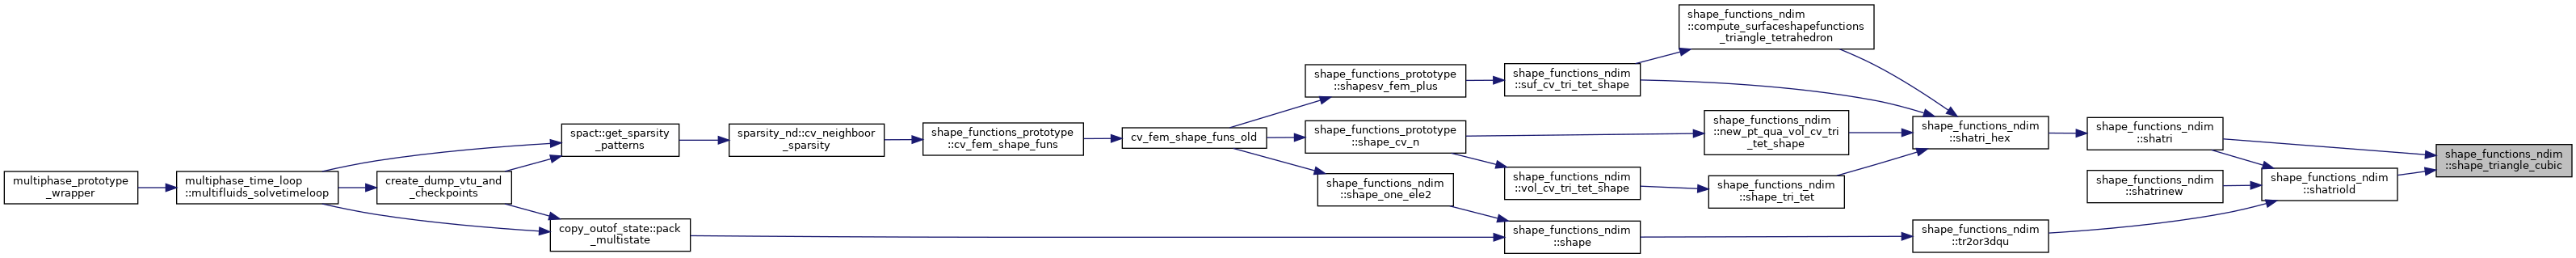 multiphase_prototype
_wrapper
multiphase_time_loop
::multifluids_solvetimeloop
create_dump_vtu_and
_checkpoints
spact::get_sparsity
_patterns
copy_outof_state::pack
_multistate
sparsity_nd::cv_neighboor
_sparsity
shape_functions_prototype
::cv_fem_shape_funs
cv_fem_shape_funs_old
shape_functions_prototype
::shapesv_fem_plus
shape_functions_prototype
::shape_cv_n
shape_functions_ndim
::shape_one_ele2
shape_functions_ndim
::suf_cv_tri_tet_shape
shape_functions_ndim
::vol_cv_tri_tet_shape
shape_functions_ndim
::shape
shape_functions_ndim
::compute_surfaceshapefunctions
_triangle_tetrahedron
shape_functions_ndim
::new_pt_qua_vol_cv_tri
_tet_shape
shape_functions_ndim
::shape_tri_tet
shape_functions_ndim
::shatri_hex
shape_functions_ndim
::tr2or3dqu
shape_functions_ndim
::shatri
shape_functions_ndim
::shatrinew
shape_functions_ndim
::shatriold
shape_functions_ndim
::shape_triangle_cubic